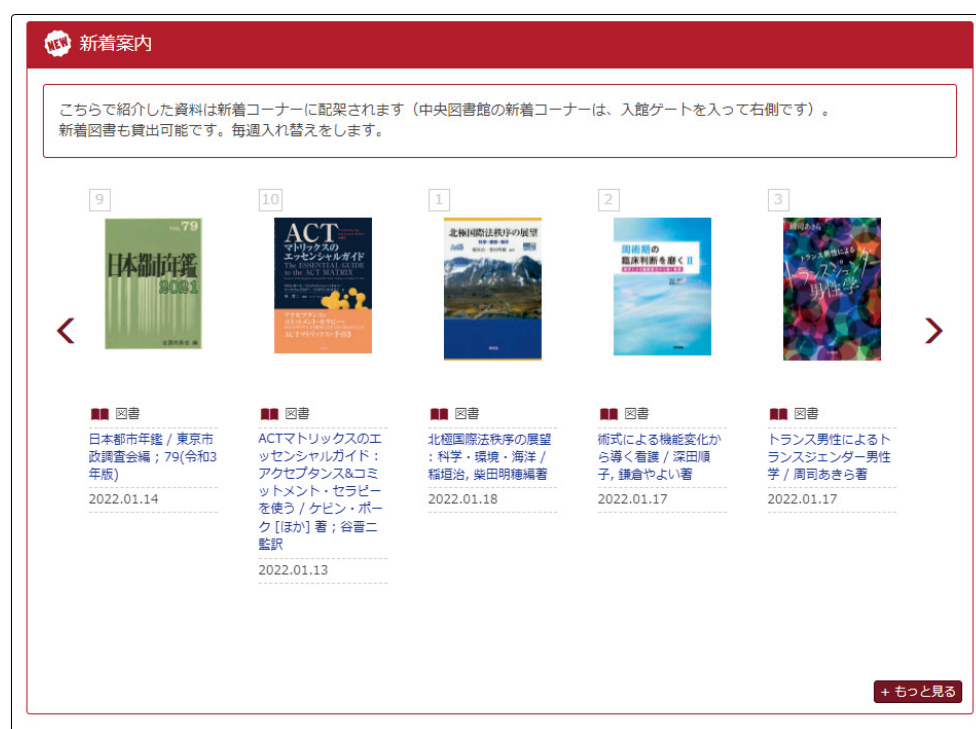 NEW 新着案内
こちらで紹介した資料は新着コーナーに配架されます（中央図書館の新着コーナーは、入館ゲートを入って右側です）。
新着図書も貸出可能です。毎週入れ替えをします。
9
VOL.79
日本都市年鑑
2021
全国市長会 編
図書
日本都市年鑑 / 東京市
政調査会編 ; 79(令和3
年版)
2022.01.14
10
ACT
マトリックスの
エッセンシャルガイド
The ESSENTIAL GUIDE
to the ACT MATRIX
アクセプタンス&
コミットメント・セラピー
ACTマトリックス・手引き
図書
ACTマトリックスのエ
ッセンシャルガイド :
アクセプタンス&コミ
ットメント・セラピー
を使う / ケビン・ポー
ク [ほか] 著 ; 谷晋二
監訳
2022.01.13
1
北極国際法秩序の展望
科学・環境・海洋
図書
北極国際法秩序の展望
: 科学・環境・海洋 /
稲垣治, 柴田明穂編著
2022.01.18
2
周術期の
臨床判断を磨く II
図書
術式による機能変化か
ら導く看護 / 深田順
子, 鎌倉やよい著
2022.01.17
3
周司あきら
トランス男性による
トランスジェンダー
男性学
図書
トランス男性によるト
ランスジェンダー男性
学 / 周司あきら著
2022.01.17
+ もっと見る